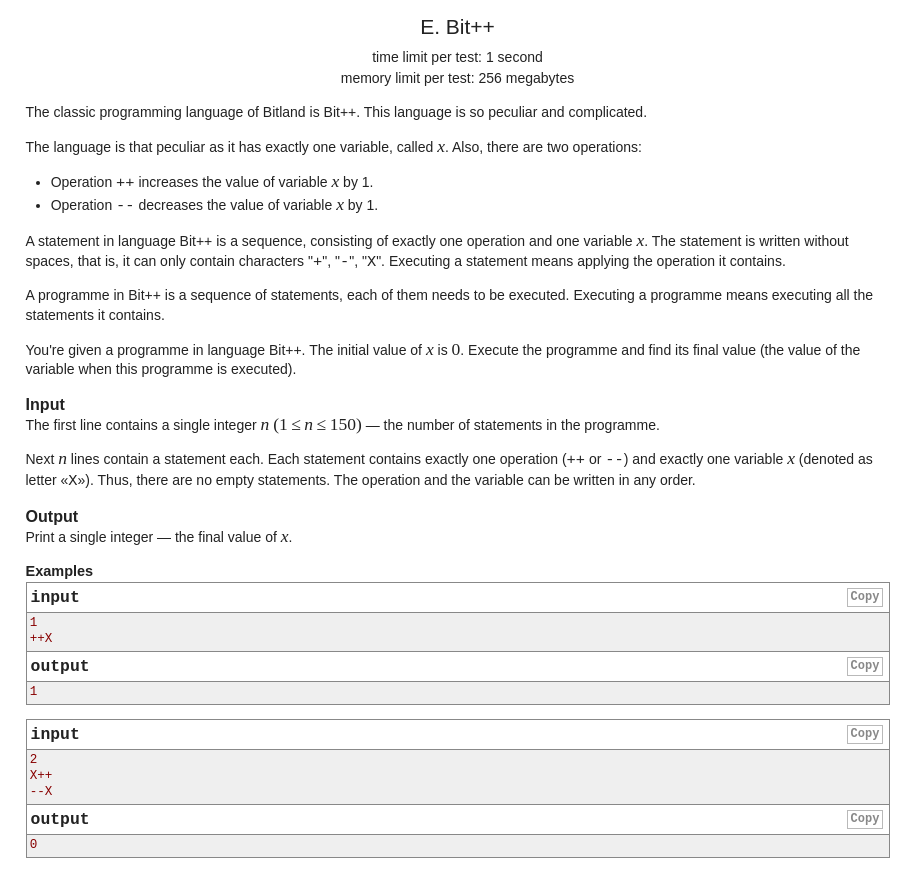 E. Bit++
time limit per test: 1 second
memory limit per test: 256 megabytes
The classic programming language of Bitland is Bit++. This language is so peculiar and complicated.
The language is that peculiar as it has exactly one variable, called x. Also, there are two operations:
• Operation ++ increases the value of variable x by 1.
• Operation -- decreases the value of variable x by 1.
A statement in language Bit++ is a sequence, consisting of exactly one operation and one variable x. The statement is written without
spaces, that is, it can only contain characters "+", "-", "X". Executing a statement means applying the operation it contains.
A programme in Bit++ is a sequence of statements, each of them needs to be executed. Executing a programme means executing all the
statements it contains.
You're given a programme in language Bit++. The initial value of x is 0. Execute the programme and find its final value (the value of the
variable when this programme is executed).
Input
The first line contains a single integer n (1 ≤ n ≤ 150) — the number of statements in the programme.
Next n lines contain a statement each. Each statement contains exactly one operation (++ or --) and exactly one variable x (denoted as
letter «X»). Thus, there are no empty statements. The operation and the variable can be written in any order.
Output
Print a single integer — the final value of x.
Examples
input Copy
1
++X
output Copy
1
input Copy
2
X++
--X
output Copy
0